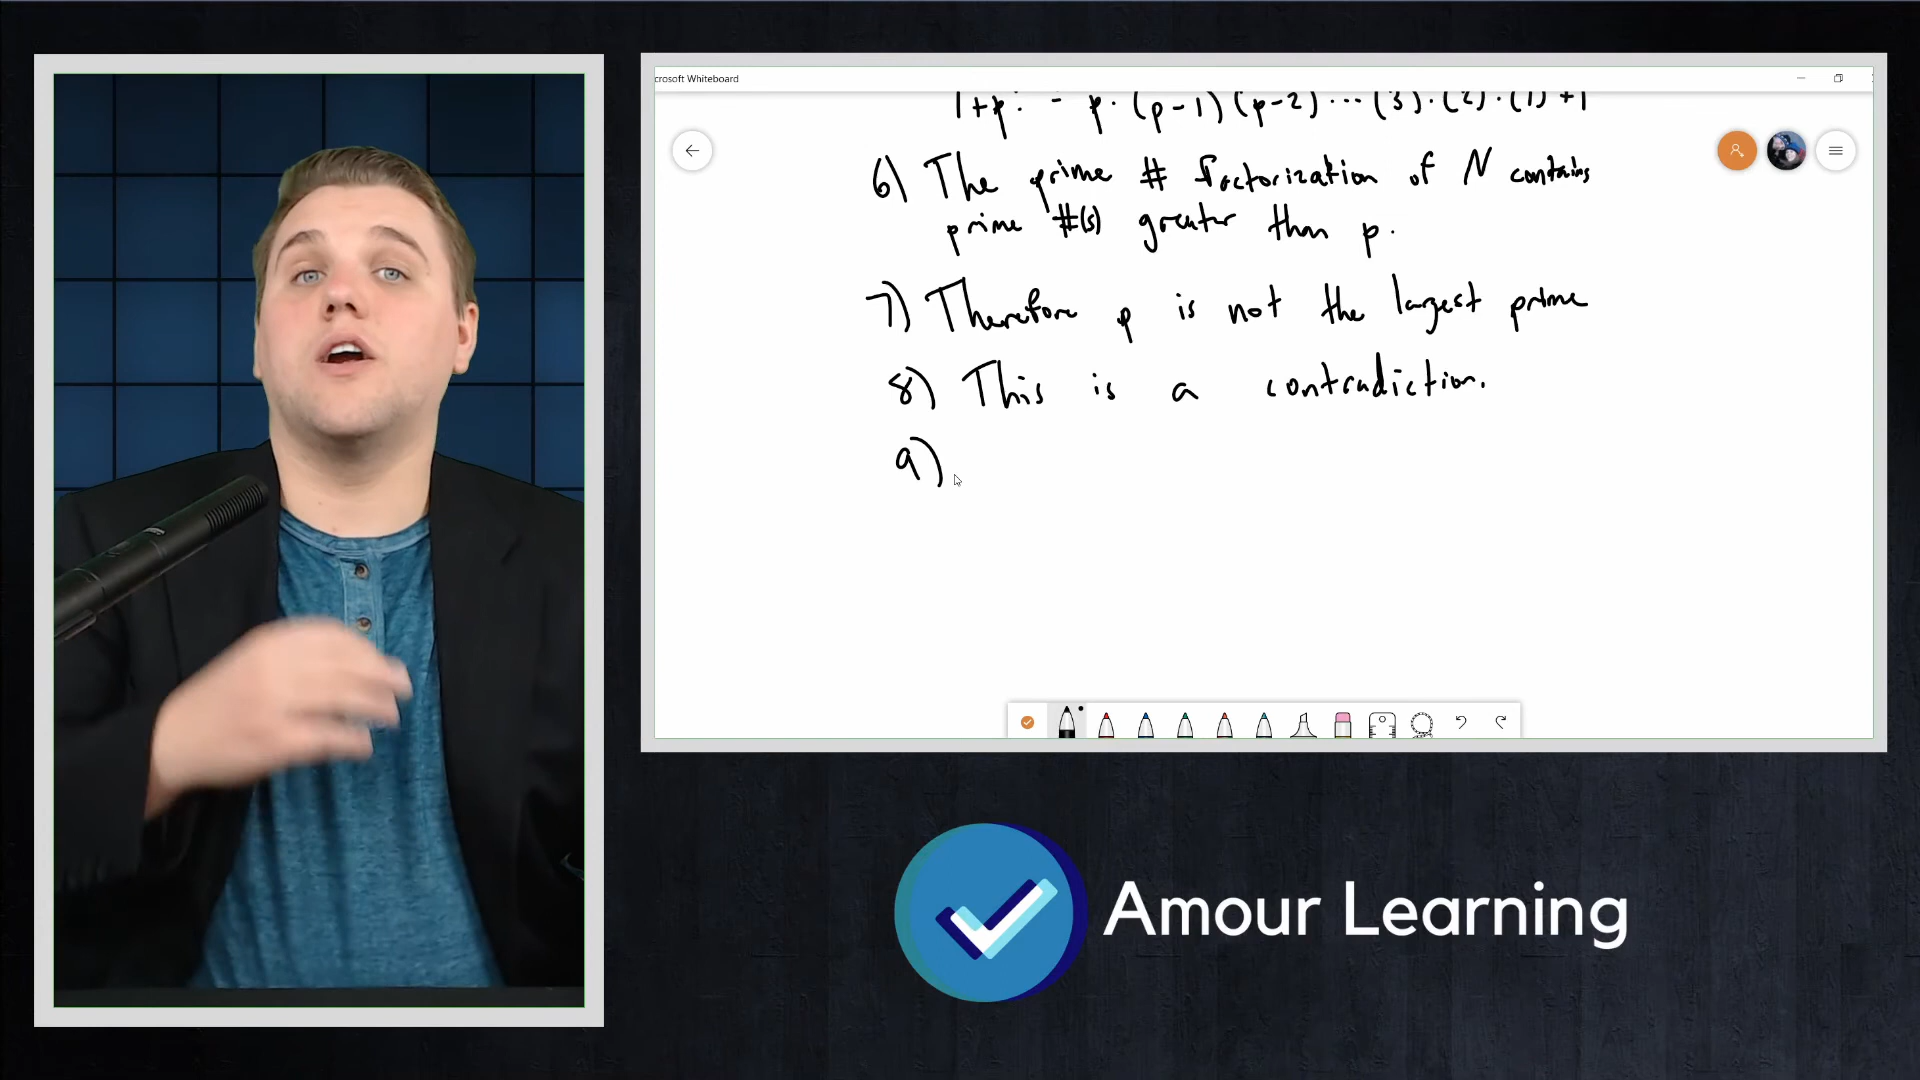 crosoft Whiteboard
1+p! = p·(p-1)(p-2)···(3)·(2)·(1)+1
6) The prime # factorization of N contains
prime #(s) greater than p.
7) Therefore p is not the largest prime
8) This is a contradiction.
9)
Amour Learning